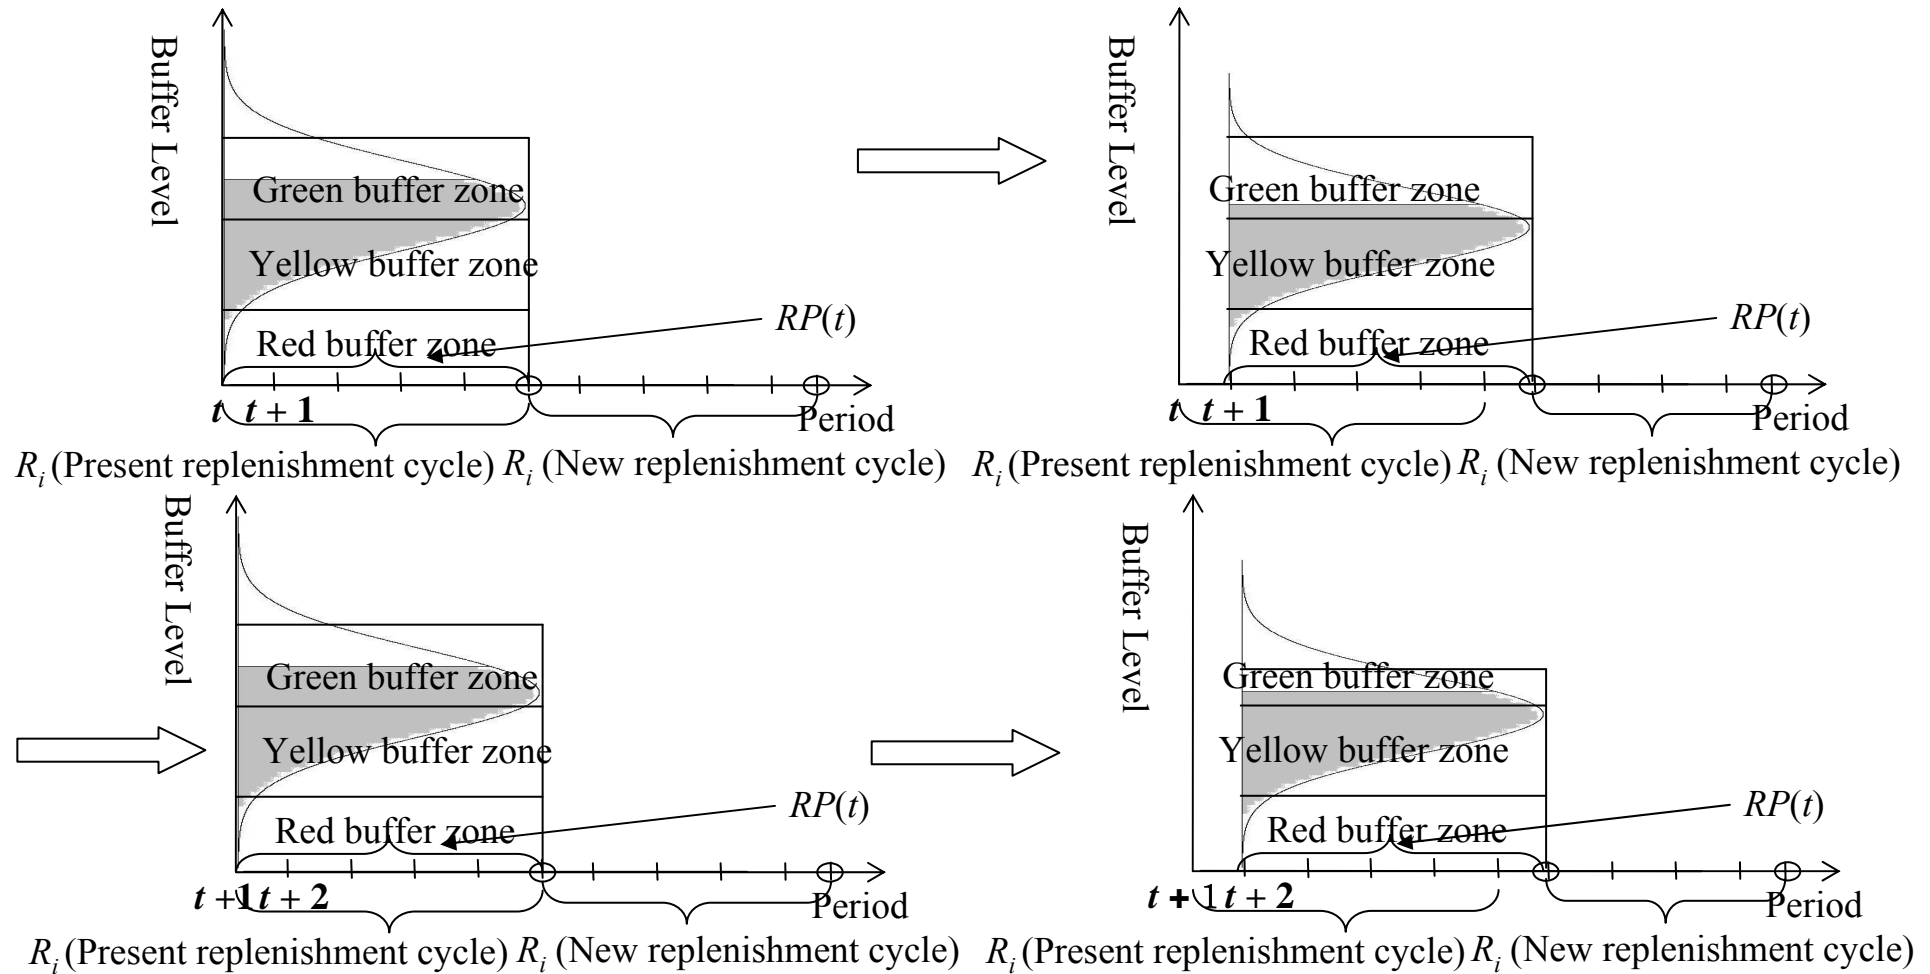 Buffer Level
Green buffer zone
Yellow buffer zone
Red buffer zone
RP(t)
t t + 1
Period
R_i (Present replenishment cycle) R_i (New replenishment cycle)
Buffer Level
Green buffer zone
Yellow buffer zone
Red buffer zone
RP(t)
t t + 1
Period
R_i (Present replenishment cycle) R_i (New replenishment cycle)
Buffer Level
Green buffer zone
Yellow buffer zone
Red buffer zone
RP(t)
t +1 t + 2
Period
R_i (Present replenishment cycle) R_i (New replenishment cycle)
Buffer Level
Green buffer zone
Yellow buffer zone
Red buffer zone
RP(t)
t + 1 t + 2
Period
R_i (Present replenishment cycle) R_i (New replenishment cycle)